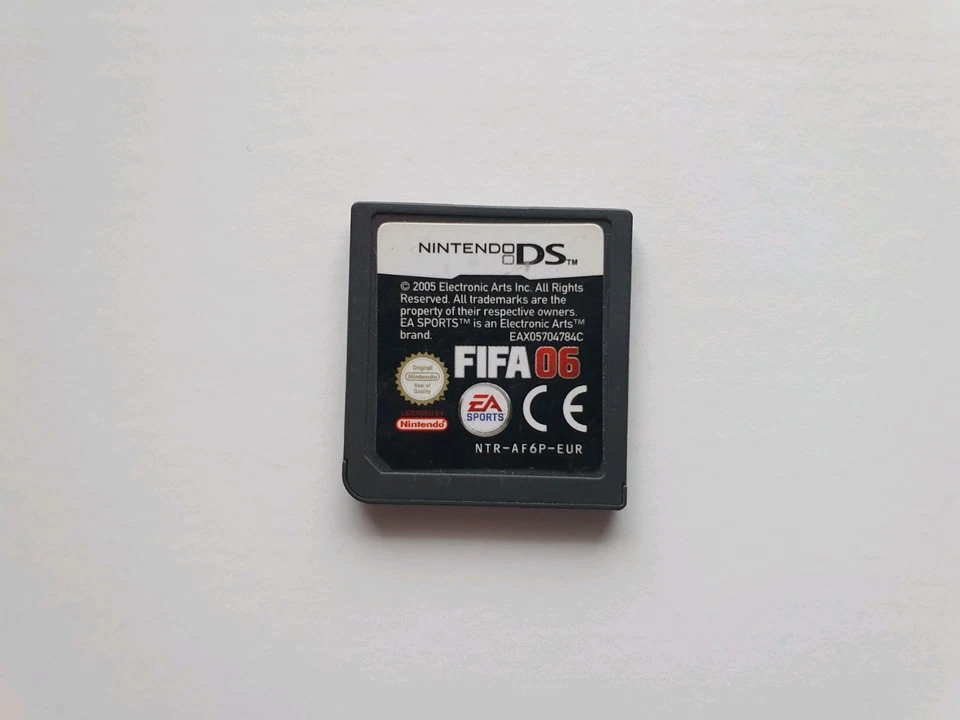 NINTENDO DS™
© 2005 Electronic Arts Inc. All Rights
Reserved. All trademarks are the
property of their respective owners.
EA SPORTS™ is an Electronic Arts™
brand. EAX05704784C
FIFA 06
Original
Nintendo
Seal of
Quality
LICENSED BY
Nintendo
EA
SPORTS
CE
NTR-AF6P-EUR